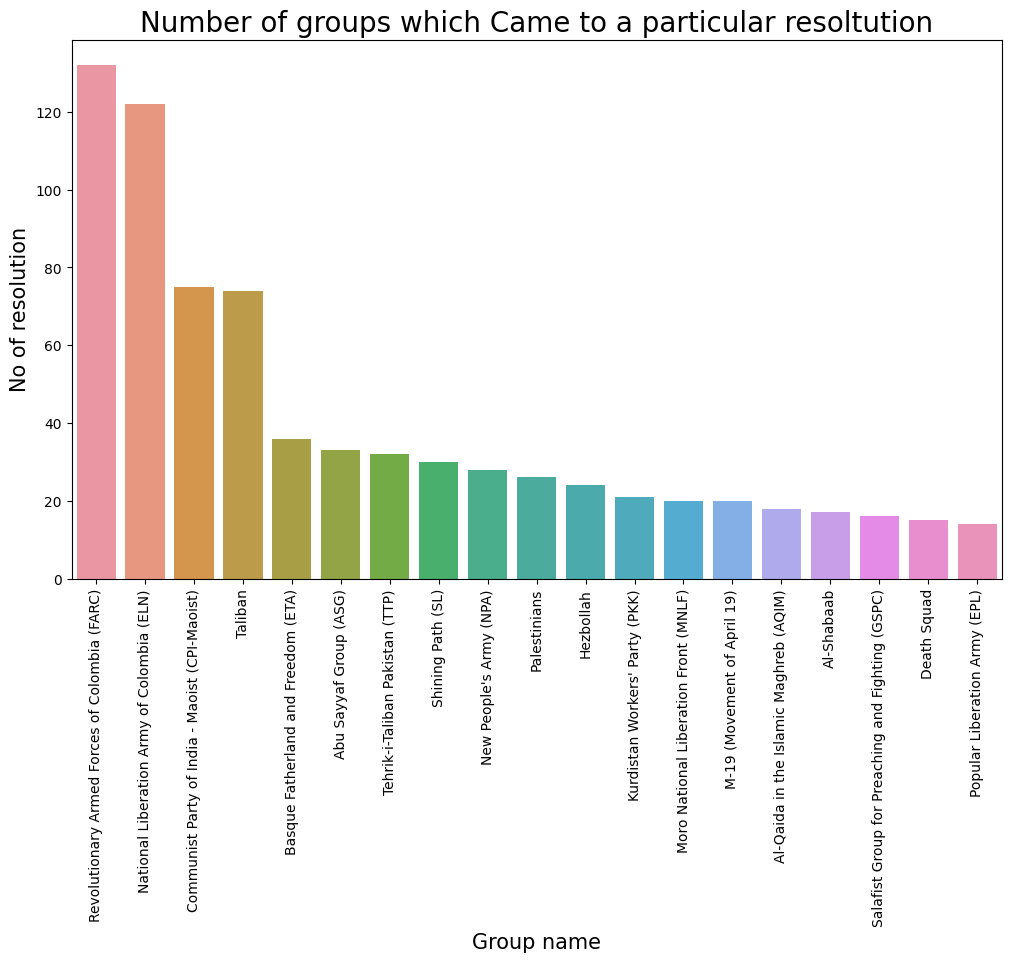 Number of groups which Came to a particular resoltution
No of resolution
120
100
80
60
40
20
0
Revolutionary Armed Forces of Colombia (FARC)
National Liberation Army of Colombia (ELN)
Communist Party of India - Maoist (CPI-Maoist)
Taliban
Basque Fatherland and Freedom (ETA)
Abu Sayyaf Group (ASG)
Tehrik-i-Taliban Pakistan (TTP)
Shining Path (SL)
New People's Army (NPA)
Palestinians
Hezbollah
Kurdistan Workers' Party (PKK)
Moro National Liberation Front (MNLF)
M-19 (Movement of April 19)
Al-Qaida in the Islamic Maghreb (AQIM)
Al-Shabaab
Salafist Group for Preaching and Fighting (GSPC)
Death Squad
Popular Liberation Army (EPL)
Group name